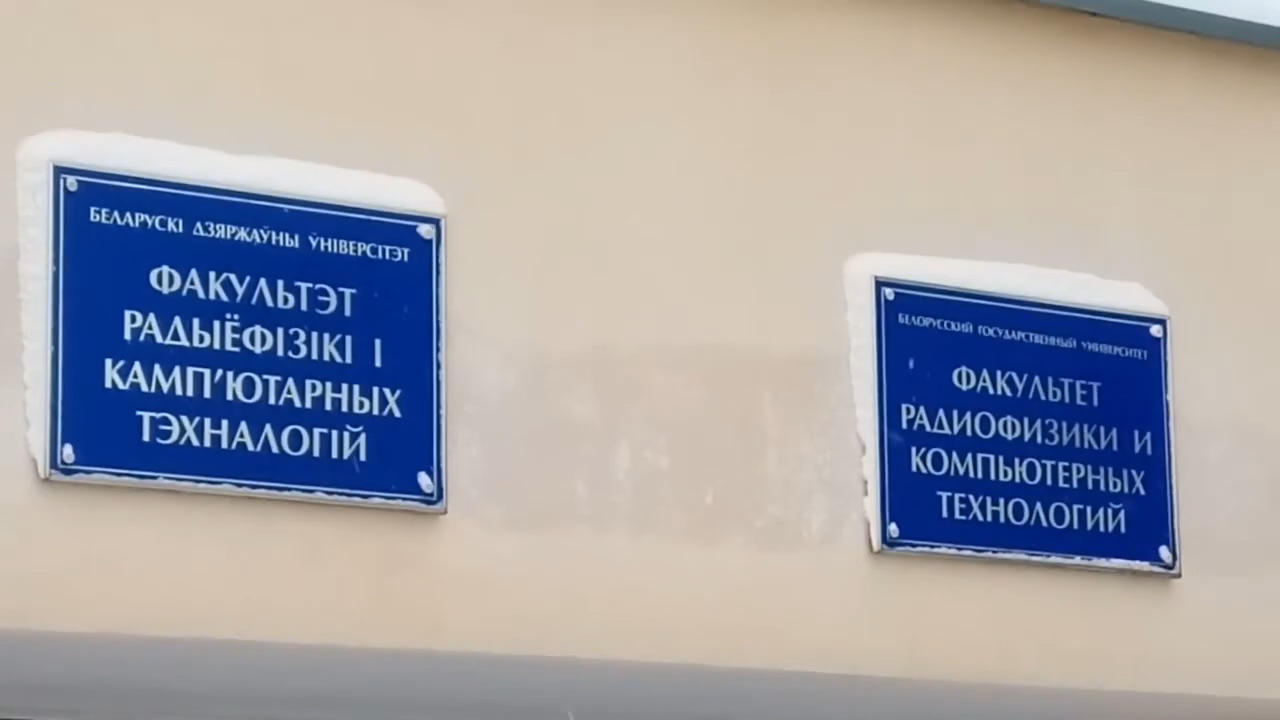 БЕЛАРУСКІ ДЗЯРЖАЎНЫ ЎНІВЕРСІТЭТ
ФАКУЛЬТЭТ
РАДЫЁФІЗІКІ І
КАМП'ЮТАРНЫХ
ТЭХНАЛОГІЙ
БЕЛОРУССКИЙ ГОСУДАРСТВЕННЫЙ УНИВЕРСИТЕТ
ФАКУЛЬТЕТ
РАДИОФИЗИКИ И
КОМПЬЮТЕРНЫХ
ТЕХНОЛОГИЙ